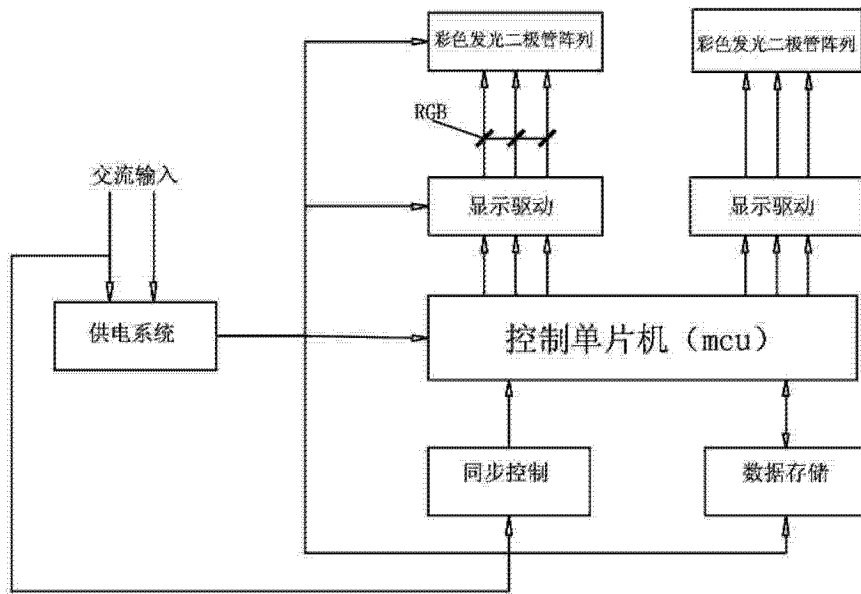 彩色发光二极管阵列
彩色发光二极管阵列
RGB
交流输入
显示驱动
显示驱动
供电系统
控制单片机（mcu）
同步控制
数据存储